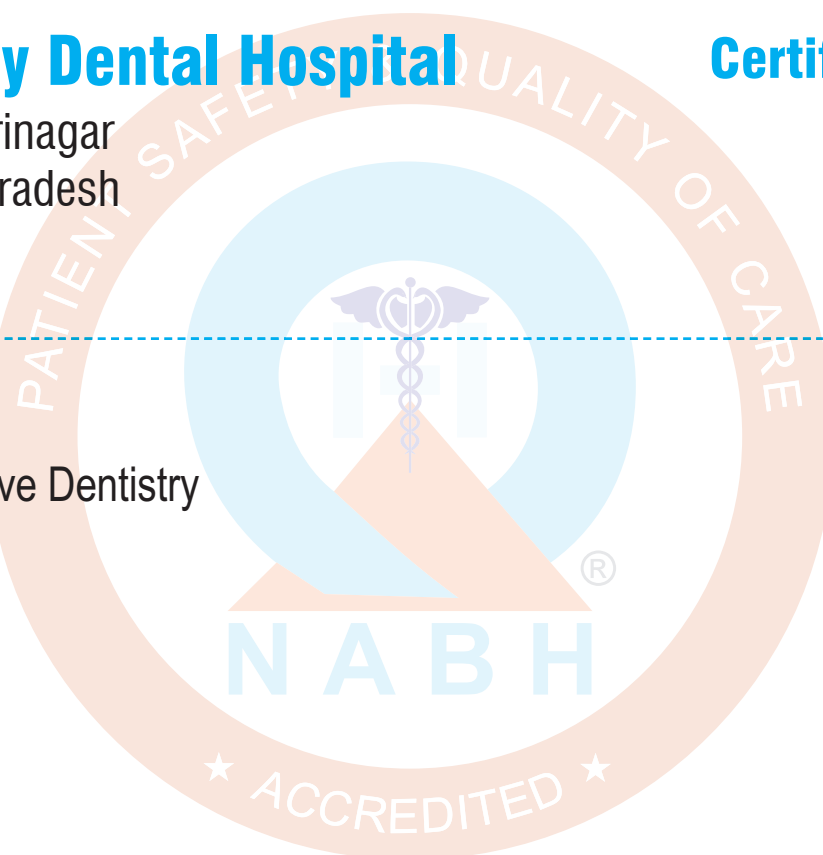 y Dental Hospital
Certif
rinagar
radesh
ve Dentistry
PATIENT SAFETY & QUALITY OF CARE
®
NABH
★ ACCREDITED ★